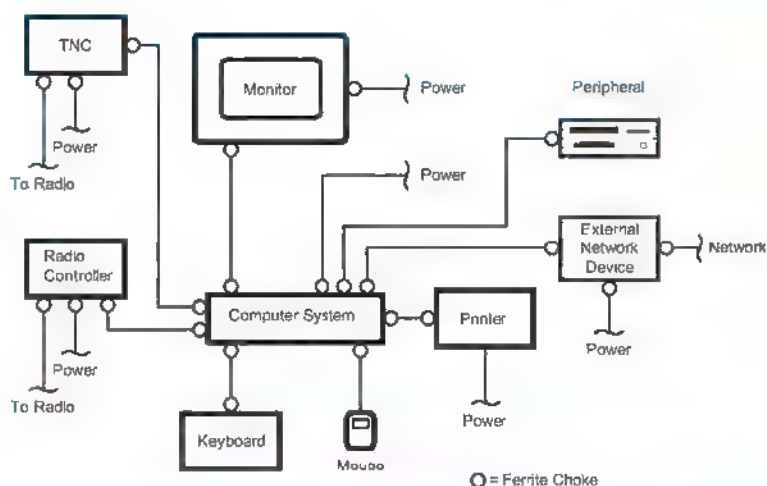 TNC
Monitor
Power
Peripheral
Power
To Radio
Power
External
Network
Device
Network
Radio
Controller
Computer System
Printer
Power
Power
To Radio
Power
Keyboard
Mouse
O = Ferrite Choke